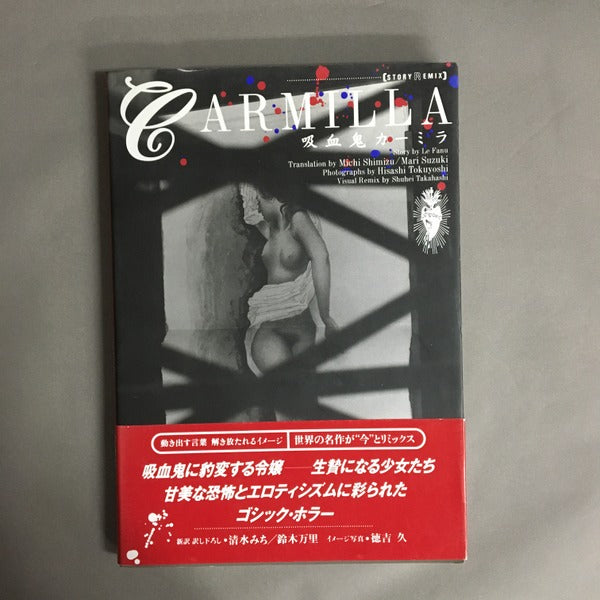 【STORY REMIX】
CARMILLA
吸血鬼カーミラ
Story by Le Fanu
Translation by Michi Shimizu/Mari Suzuki
Photographs by Hisashi Tokuyoshi
Visual Remix by Shuhei Takahashi
動き出す言葉 解き放たれるイメージ 世界の名作が“今”とリミックス
吸血鬼に豹変する令嬢──生贄になる少女たち
甘美な恐怖とエロティシズムに彩られた
ゴシック・ホラー
新訳 訳し下ろし・清水みち/鈴木万里 イメージ写真・徳吉 久